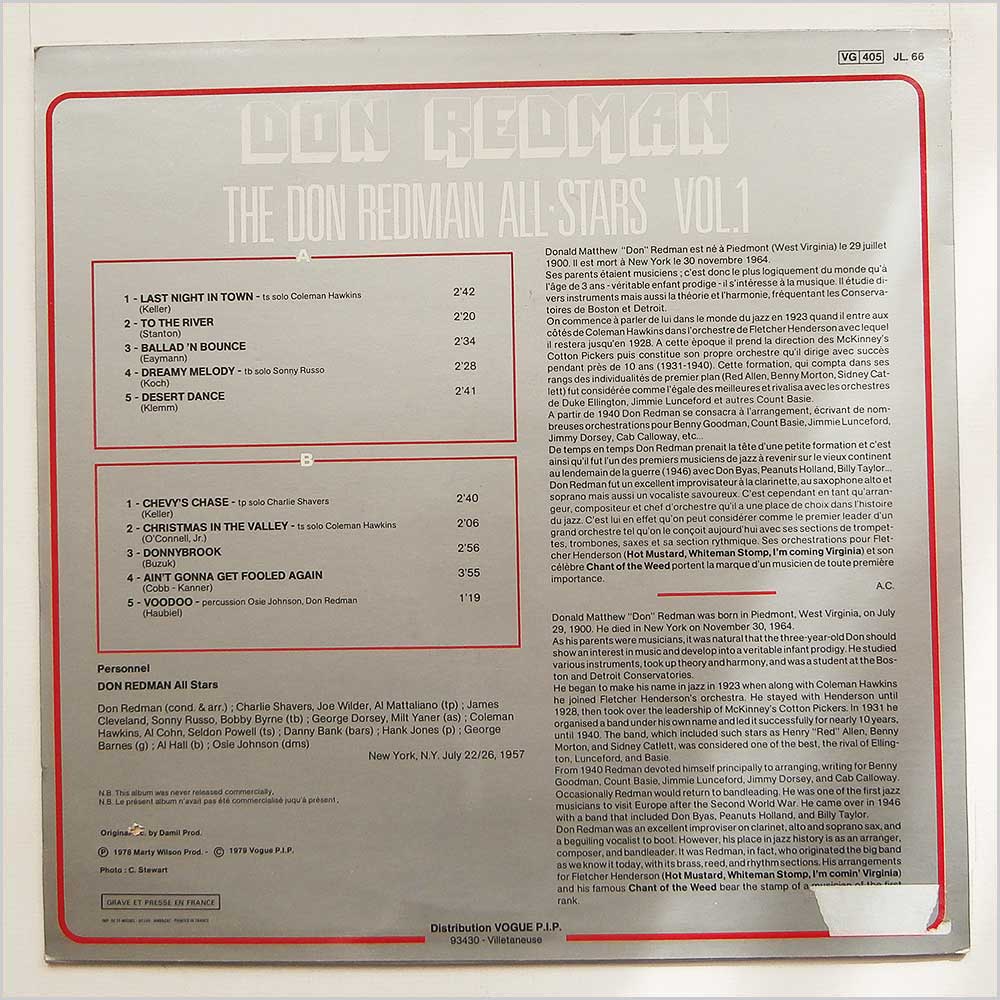 VG 405 JL. 66
DON REDMAN
THE DON REDMAN ALL-STARS VOL.1
A
1 - LAST NIGHT IN TOWN - ts solo Coleman Hawkins 2'42
(Keller)
2 - TO THE RIVER 2'20
(Stanton)
3 - BALLAD 'N BOUNCE 2'34
(Eaymann)
4 - DREAMY MELODY - tb solo Sonny Russo 2'28
(Koch)
5 - DESERT DANCE 2'41
(Klemm)
B
1 - CHEVY'S CHASE - tp solo Charlie Shavers 2'40
(Keller)
2 - CHRISTMAS IN THE VALLEY - ts solo Coleman Hawkins 2'06
(O'Connell, Jr.)
3 - DONNYBROOK 2'56
(Buzuk)
4 - AIN'T GONNA GET FOOLED AGAIN 3'55
(Cobb - Kanner)
5 - VOODOO - percussion Osie Johnson, Don Redman 1'19
(Haubiel)
Personnel
DON REDMAN All Stars
Don Redman (cond. & arr.) ; Charlie Shavers, Joe Wilder, Al Mattaliano (tp) ; James
Cleveland, Sonny Russo, Bobby Byrne (tb) ; George Dorsey, Milt Yaner (as) ; Coleman
Hawkins, Al Cohn, Seldon Powell (ts) ; Danny Bank (bars) ; Hank Jones (p) ; George
Barnes (g) ; Al Hall (b) ; Osie Johnson (dms)
New York, N.Y. July 22/26, 1957
N.B. This album was never released commercially,
N.B. Le présent album n'avait pas été commercialisé jusqu'à présent,
Original by Damil Prod.
Ⓟ 1978 Marty Wilson Prod. - © 1979 Vogue P.I.P.
Photo : C. Stewart
GRAVE ET PRESSE EN FRANCE
Donald Matthew "Don" Redman est né à Piedmont (West Virginia) le 29 juillet
1900. Il est mort à New York le 30 novembre 1964.
Ses parents étaient musiciens ; c'est donc le plus logiquement du monde qu'à
l'âge de 3 ans - véritable enfant prodige - il s'intéresse à la musique. Il étudie di-
vers instruments mais aussi la théorie et l'harmonie, fréquentant les Conserva-
toires de Boston et Detroit.
On commence à parler de lui dans le monde du jazz en 1923 quand il entre aux
côtés de Coleman Hawkins dans l'orchestre de Fletcher Henderson avec lequel
il restera jusqu'en 1928. A cette époque il prend la direction des McKinney's
Cotton Pickers puis constitue son propre orchestre qu'il dirige avec succès
pendant près de 10 ans (1931-1940). Cette formation, qui compta dans ses
rangs des individualités de premier plan (Red Allen, Benny Morton, Sidney Cat-
lett) fut considérée comme l'égale des meilleures et rivalisa avec les orchestres
de Duke Ellington, Jimmie Lunceford et autres Count Basie.
A partir de 1940 Don Redman se consacra à l'arrangement, écrivant de nom-
breuses orchestrations pour Benny Goodman, Count Basie, Jimmie Lunceford,
Jimmy Dorsey, Cab Calloway, etc...
De temps en temps Don Redman prenait la tête d'une petite formation et c'est
ainsi qu'il fut l'un des premiers musiciens de jazz à revenir sur le vieux continent
au lendemain de la guerre (1946) avec Don Byas, Peanuts Holland, Billy Taylor...
Don Redman fut un excellent improvisateur à la clarinette, au saxophone alto et
soprano mais aussi un vocaliste savoureux. C'est cependant en tant qu'arran-
geur, compositeur et chef d'orchestre qu'il a une place de choix dans l'histoire
du jazz. C'est lui en effet qu'on peut considérer comme le premier leader d'un
grand orchestre tel qu'on le conçoit aujourd'hui avec ses sections de trompet-
tes, trombones, saxes et sa section rythmique. Ses orchestrations pour Flet-
cher Henderson (Hot Mustard, Whiteman Stomp, I'm coming Virginia) et son
célèbre Chant of the Weed portent la marque d'un musicien de toute première
importance.
A.C.
Donald Matthew "Don" Redman was born in Piedmont, West Virginia, on July
29, 1900. He died in New York on November 30, 1964.
As his parents were musicians, it was natural that the three-year-old Don should
show an interest in music and develop into a veritable infant prodigy. He studied
various instruments, took up theory and harmony, and was a student at the Bos-
ton and Detroit Conservatories.
He began to make his name in jazz in 1923 when along with Coleman Hawkins
he joined Fletcher Henderson's orchestra. He stayed with Henderson until
1928, then took over the leadership of McKinney's Cotton Pickers. In 1931 he
organised a band under his own name and led it successfully for nearly 10 years,
until 1940. The band, which included such stars as Henry "Red" Allen, Benny
Morton, and Sidney Catlett, was considered one of the best, the rival of Elling-
ton, Lunceford, and Basie.
From 1940 Redman devoted himself principally to arranging, writing for Benny
Goodman, Count Basie, Jimmie Lunceford, Jimmy Dorsey, and Cab Calloway.
Occasionally Redman would return to bandleading. He was one of the first jazz
musicians to visit Europe after the Second World War. He came over in 1946
with a band that included Don Byas, Peanuts Holland, and Billy Taylor.
Don Redman was an excellent improviser on clarinet, alto and soprano sax, and
a beguiling vocalist to boot. However, his place in jazz history is as an arranger,
composer, and bandleader. It was Redman, in fact, who originated the big band
as we know it today, with its brass, reed, and rhythm sections. His arrangements
for Fletcher Henderson (Hot Mustard, Whiteman Stomp, I'm comin' Virginia)
and his famous Chant of the Weed bear the stamp of a musician of the first
rank.
Distribution VOGUE P.I.P.
93430 - Villetaneuse